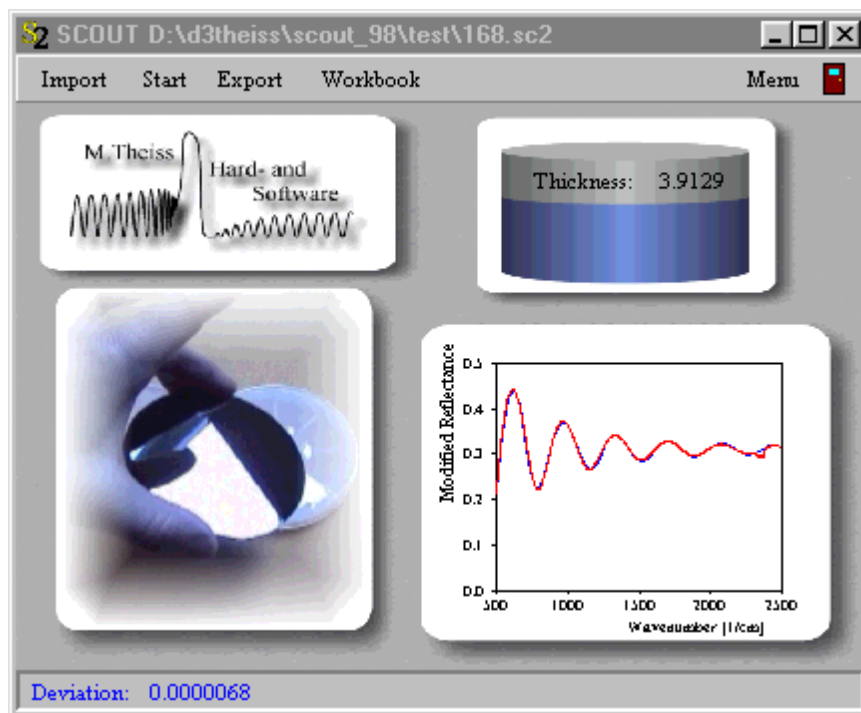 SCOUT D:\d3theiss\scout_98\test\168.sc2
Import Start Export Workbook Menu
M.Theiss
Hard- and
Software
Thickness: 3.9129
Modified Reflectance
0.5
0.4
0.3
0.2
0.1
0.0
500 1000 1500 2000 2500
Wavenumber [1/cm]
Deviation: 0.0000068